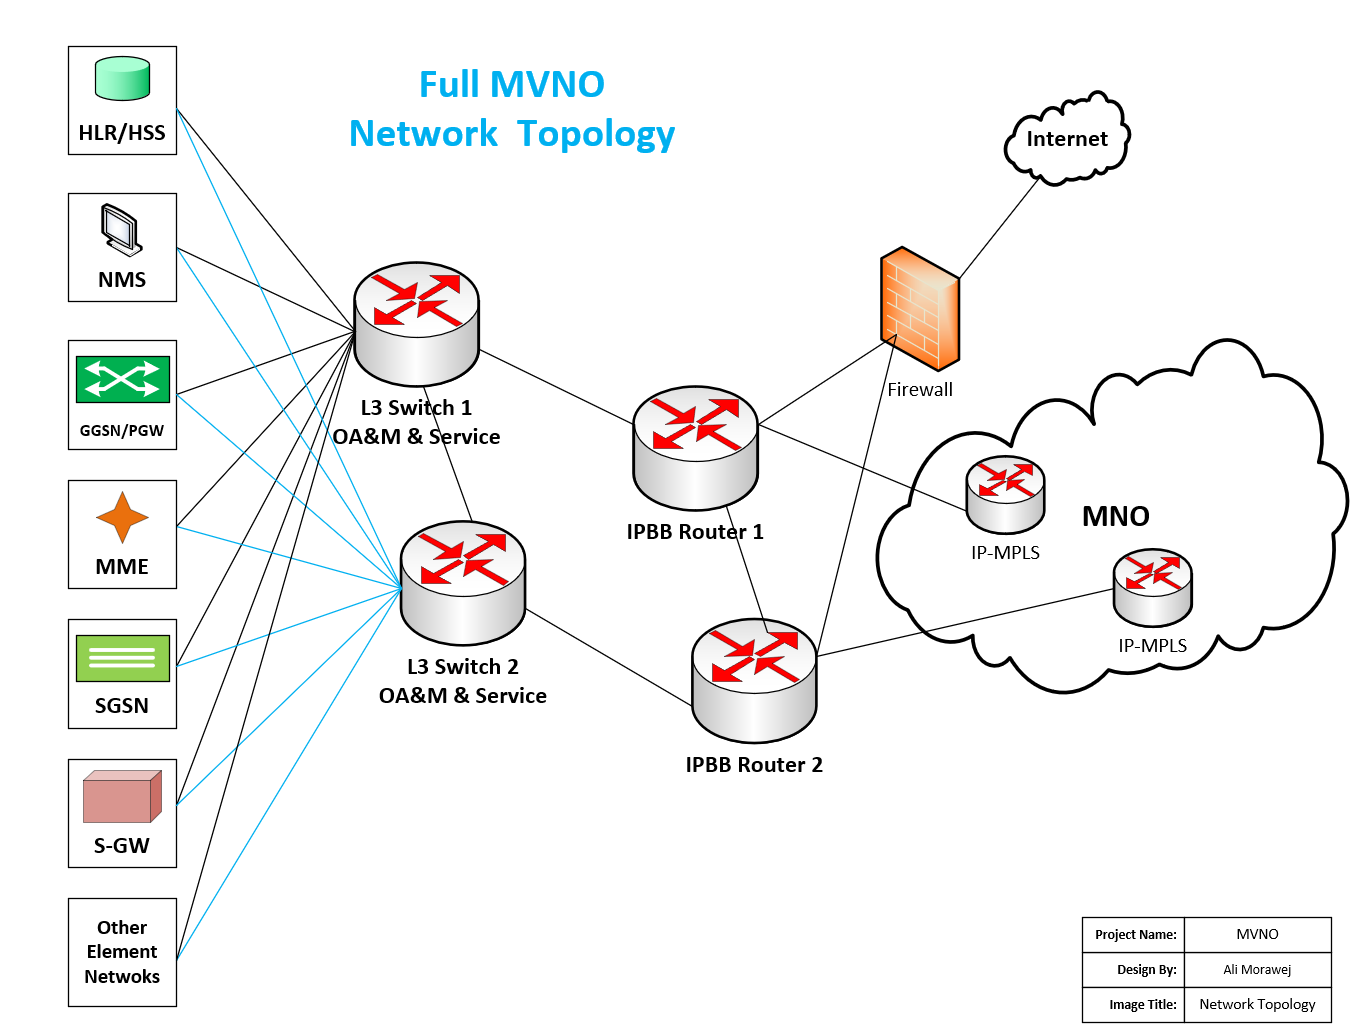 Full MVNO
Network  Topology
HLR/HSS
NMS
GGSN/PGW
MME
SGSN
S-GW
Other
Element
Netwoks
L3 Switch 1
OA&M & Service
L3 Switch 2
OA&M & Service
IPBB Router 1
IPBB Router 2
Internet
Firewall
MNO
IP-MPLS
IP-MPLS
Project Name: MVNO
Design By: Ali Morawej
Image Title: Network Topology